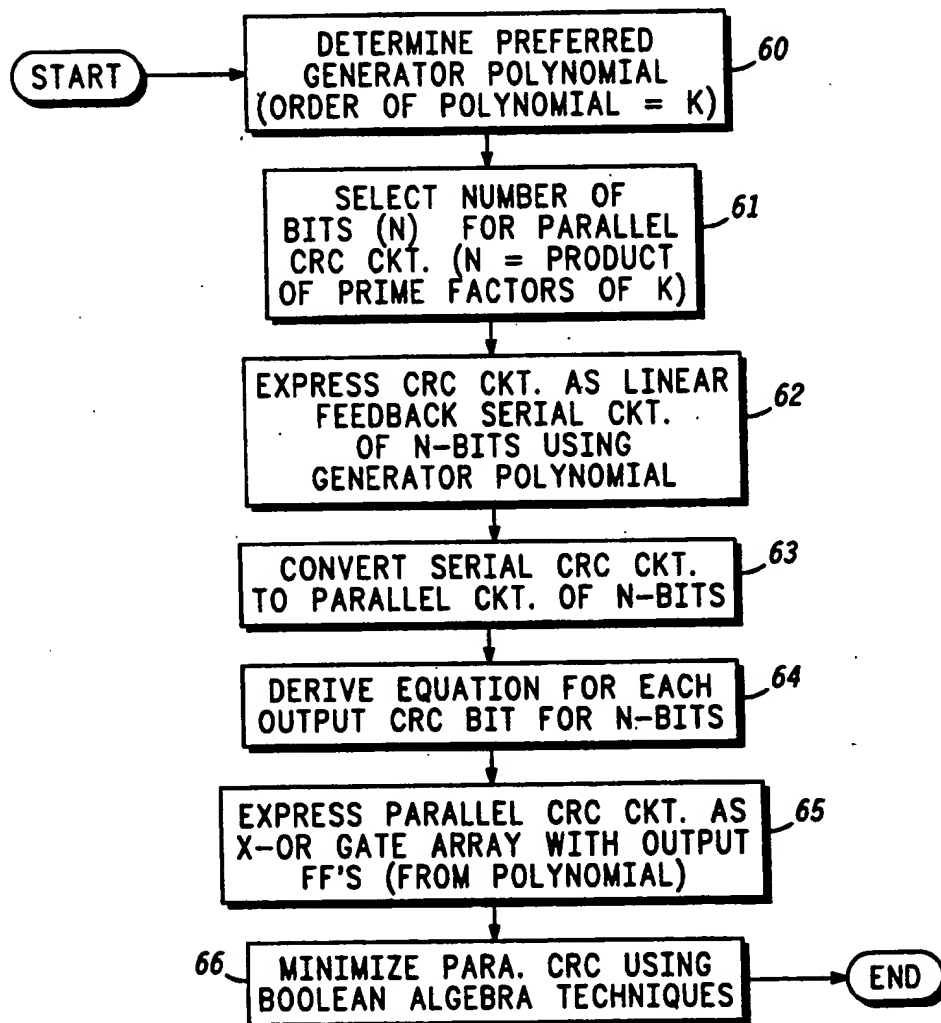 START
DETERMINE PREFERRED
GENERATOR POLYNOMIAL
(ORDER OF POLYNOMIAL = K)
60
SELECT NUMBER OF
BITS (N) FOR PARALLEL
CRC CKT. (N = PRODUCT
OF PRIME FACTORS OF K)
61
EXPRESS CRC CKT. AS LINEAR
FEEDBACK SERIAL CKT.
OF N-BITS USING
GENERATOR POLYNOMIAL
62
CONVERT SERIAL CRC CKT.
TO PARALLEL CKT. OF N-BITS
63
DERIVE EQUATION FOR EACH
OUTPUT CRC BIT FOR N-BITS
64
EXPRESS PARALLEL CRC CKT. AS
X-OR GATE ARRAY WITH OUTPUT
FF'S (FROM POLYNOMIAL)
65
66
MINIMIZE PARA. CRC USING
BOOLEAN ALGEBRA TECHNIQUES
END